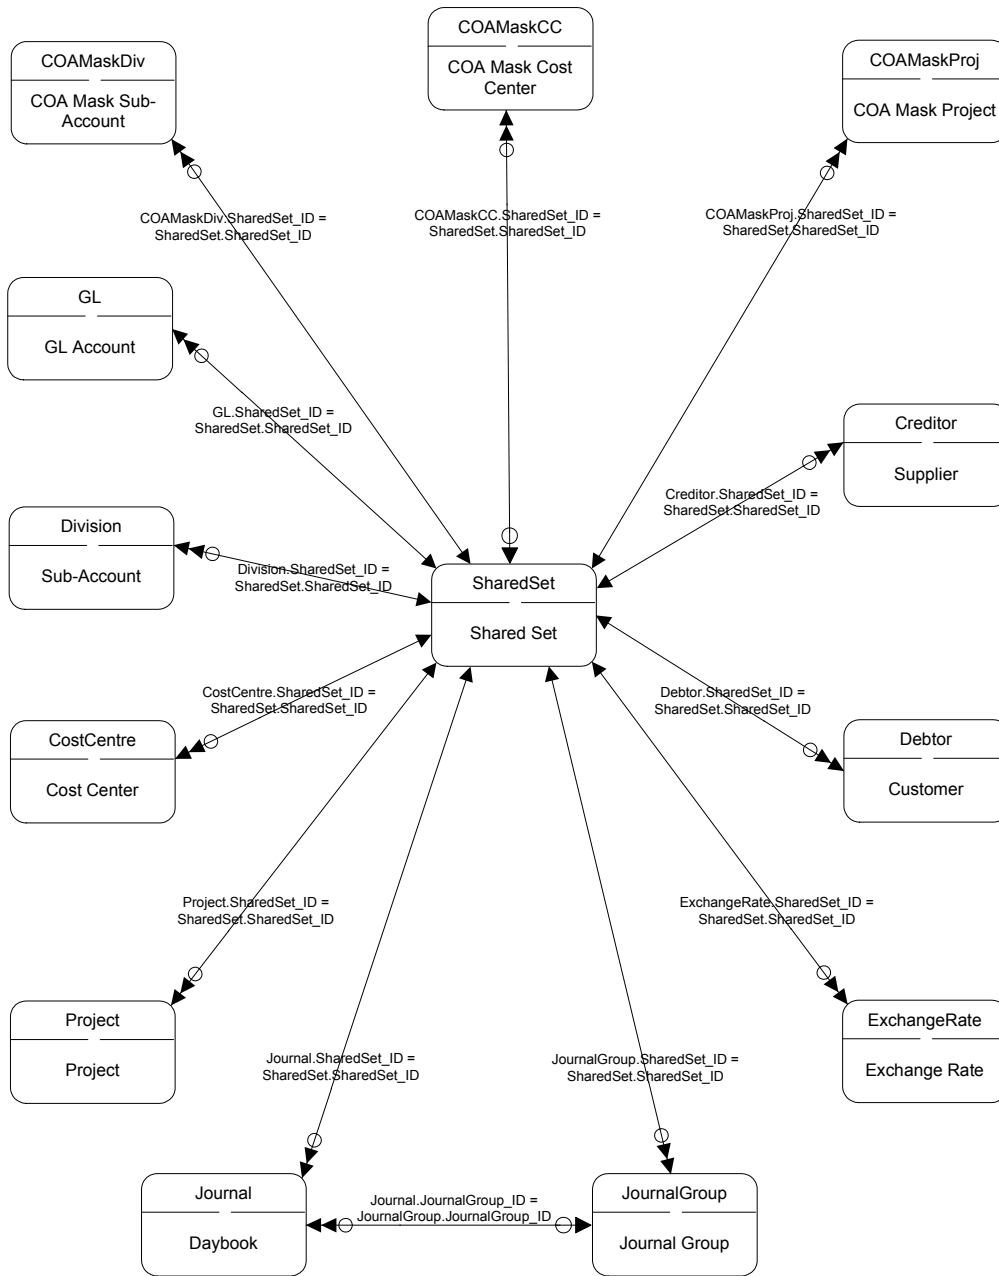 COAMaskCC
COA Mask Cost
Center
COAMaskDiv
COA Mask Sub-
Account
COAMaskProj
COA Mask Project
COAMaskDiv.SharedSet_ID =
SharedSet.SharedSet_ID
COAMaskCC.SharedSet_ID =
SharedSet.SharedSet_ID
COAMaskProj.SharedSet_ID =
SharedSet.SharedSet_ID
GL
GL Account
GL.SharedSet_ID =
SharedSet.SharedSet_ID
Creditor
Supplier
Creditor.SharedSet_ID =
SharedSet.SharedSet_ID
Division
Sub-Account
Division.SharedSet_ID =
SharedSet.SharedSet_ID
SharedSet
Shared Set
CostCentre.SharedSet_ID =
SharedSet.SharedSet_ID
Debtor.SharedSet_ID =
SharedSet.SharedSet_ID
CostCentre
Cost Center
Debtor
Customer
Project.SharedSet_ID =
SharedSet.SharedSet_ID
ExchangeRate.SharedSet_ID =
SharedSet.SharedSet_ID
Project
Project
ExchangeRate
Exchange Rate
Journal.SharedSet_ID =
SharedSet.SharedSet_ID
JournalGroup.SharedSet_ID =
SharedSet.SharedSet_ID
Journal
Daybook
Journal.JournalGroup_ID =
JournalGroup.JournalGroup_ID
JournalGroup
Journal Group